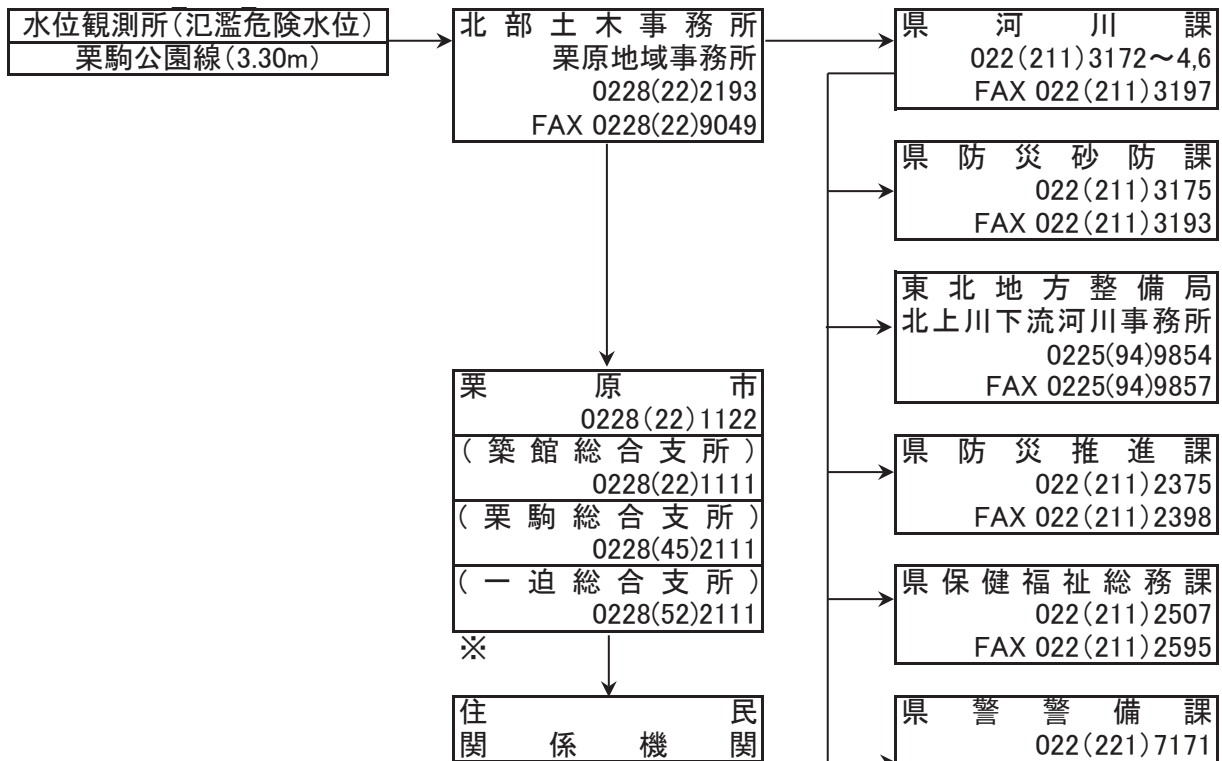 水位観測所（氾濫危険水位）
栗駒公園線（3.30m）
北部土木事務所
栗原地域事務所
0228（22）2193
FAX 0228（22）9049
栗原市
0228（22）1122
（築館総合支所）
0228(22)1111
（栗駒総合支所）
0228(45)2111
（一迫総合支所）
0228(52)2111
※
住民
関係機関
県河川課
022（211）3172～4,6
FAX 022（211）3197
県防災砂防課
022（211）3175
FAX 022（211）3193
東北地方整備局
北上川下流河川事務所
0225(94)9854
FAX 0225(94)9857
県防災推進課
022（211）2375
FAX 022（211）2398
県保健福祉総務課
022（211）2507
FAX 022（211）2595
県警警備課
022（221）7171